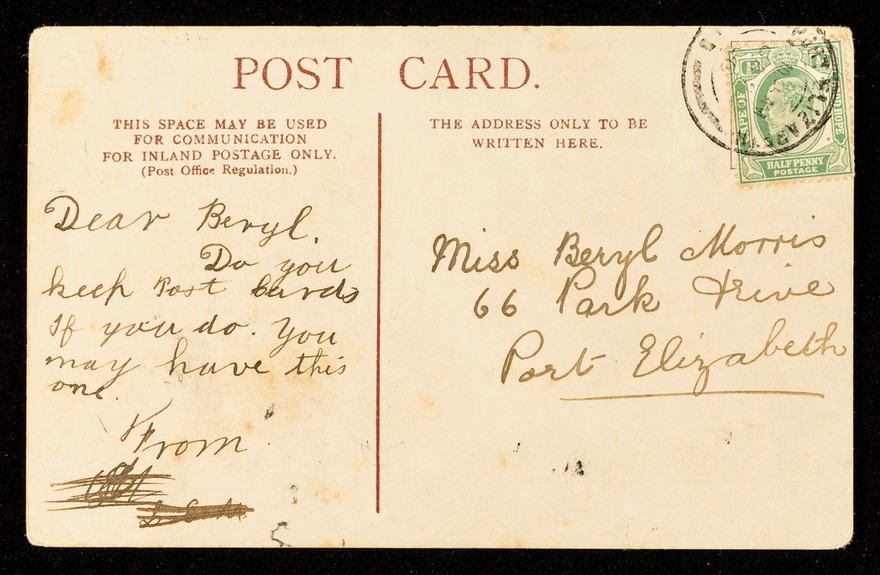 POST CARD.
THIS SPACE MAY BE USED
FOR COMMUNICATION
FOR INLAND POSTAGE ONLY.
(Post Office Regulation.)
THE ADDRESS ONLY TO BE
WRITTEN HERE.
HALFPENNY
POSTAGE
Dear Beryl.
Do you
keep Post Cards
If you do. You
may have this
one.
From
Miss Beryl Morris
66 Park Drive
Port Elizabeth